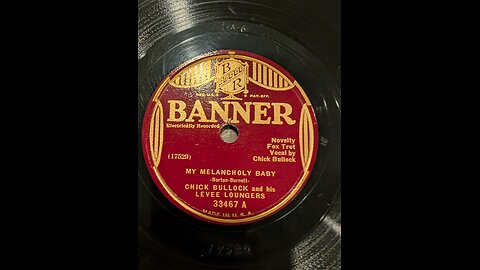 BANNER
Electrically Recorded
Novelty
Fox Trot
Vocal by
Chick Bullock
(17529)
MY MELANCHOLY BABY
-Norton-Burnett-
CHICK BULLOCK and his
LEVEE LOUNGERS
33467 A
MADE IN U.S.A.